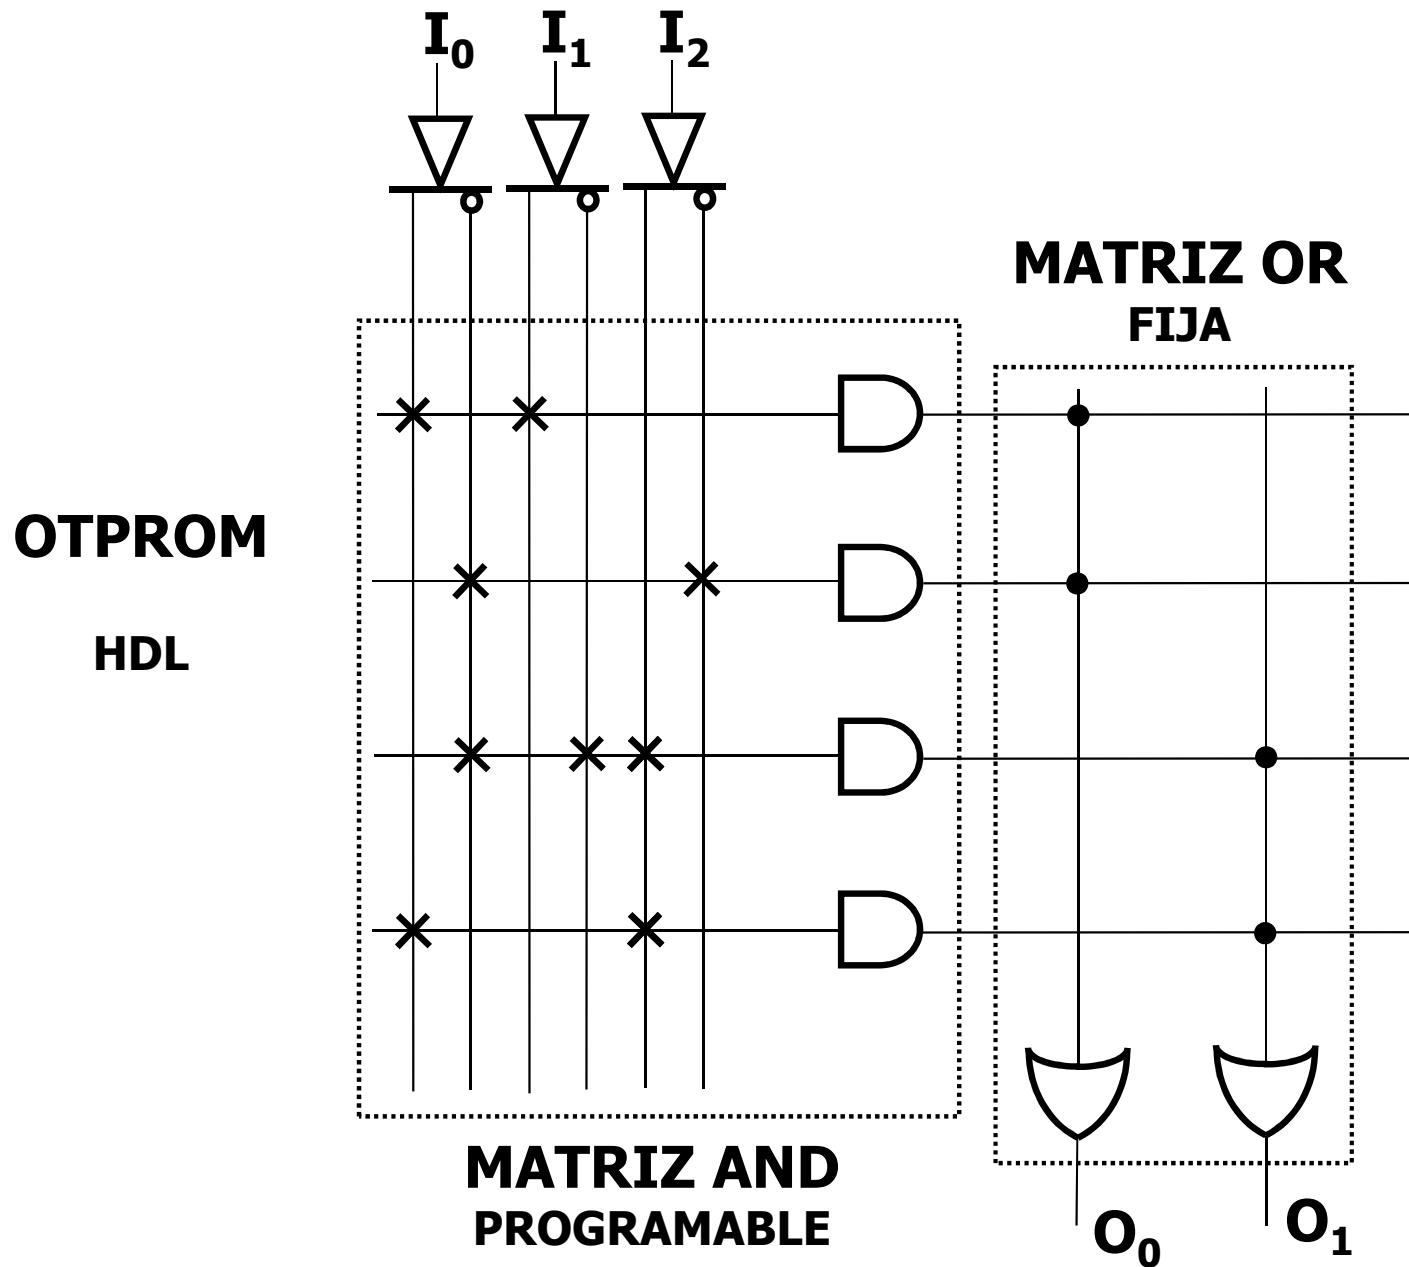 I0 I1 I2
MATRIZ OR
FIJA
OTPROM
HDL
MATRIZ AND
PROGRAMABLE
O0 O1